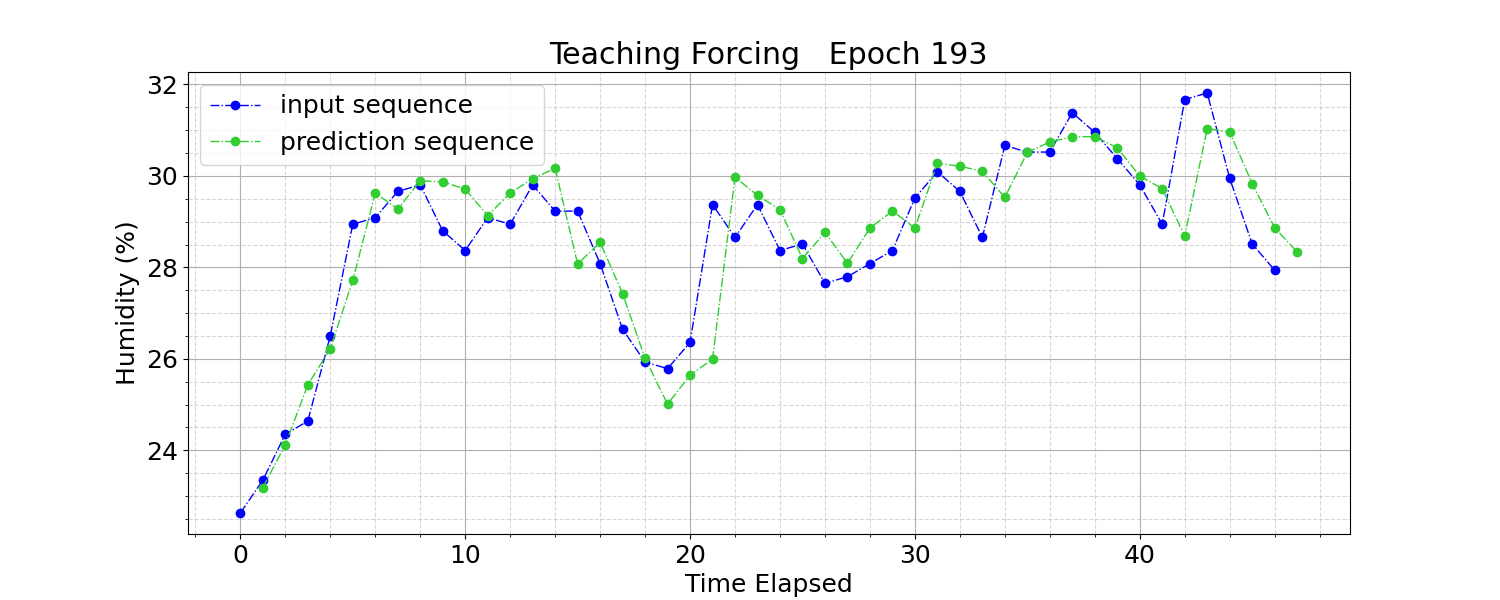 Teaching Forcing   Epoch 193
32
30
28
26
24
Humidity (%)
input sequence
prediction sequence
0 10 20 30 40
Time Elapsed